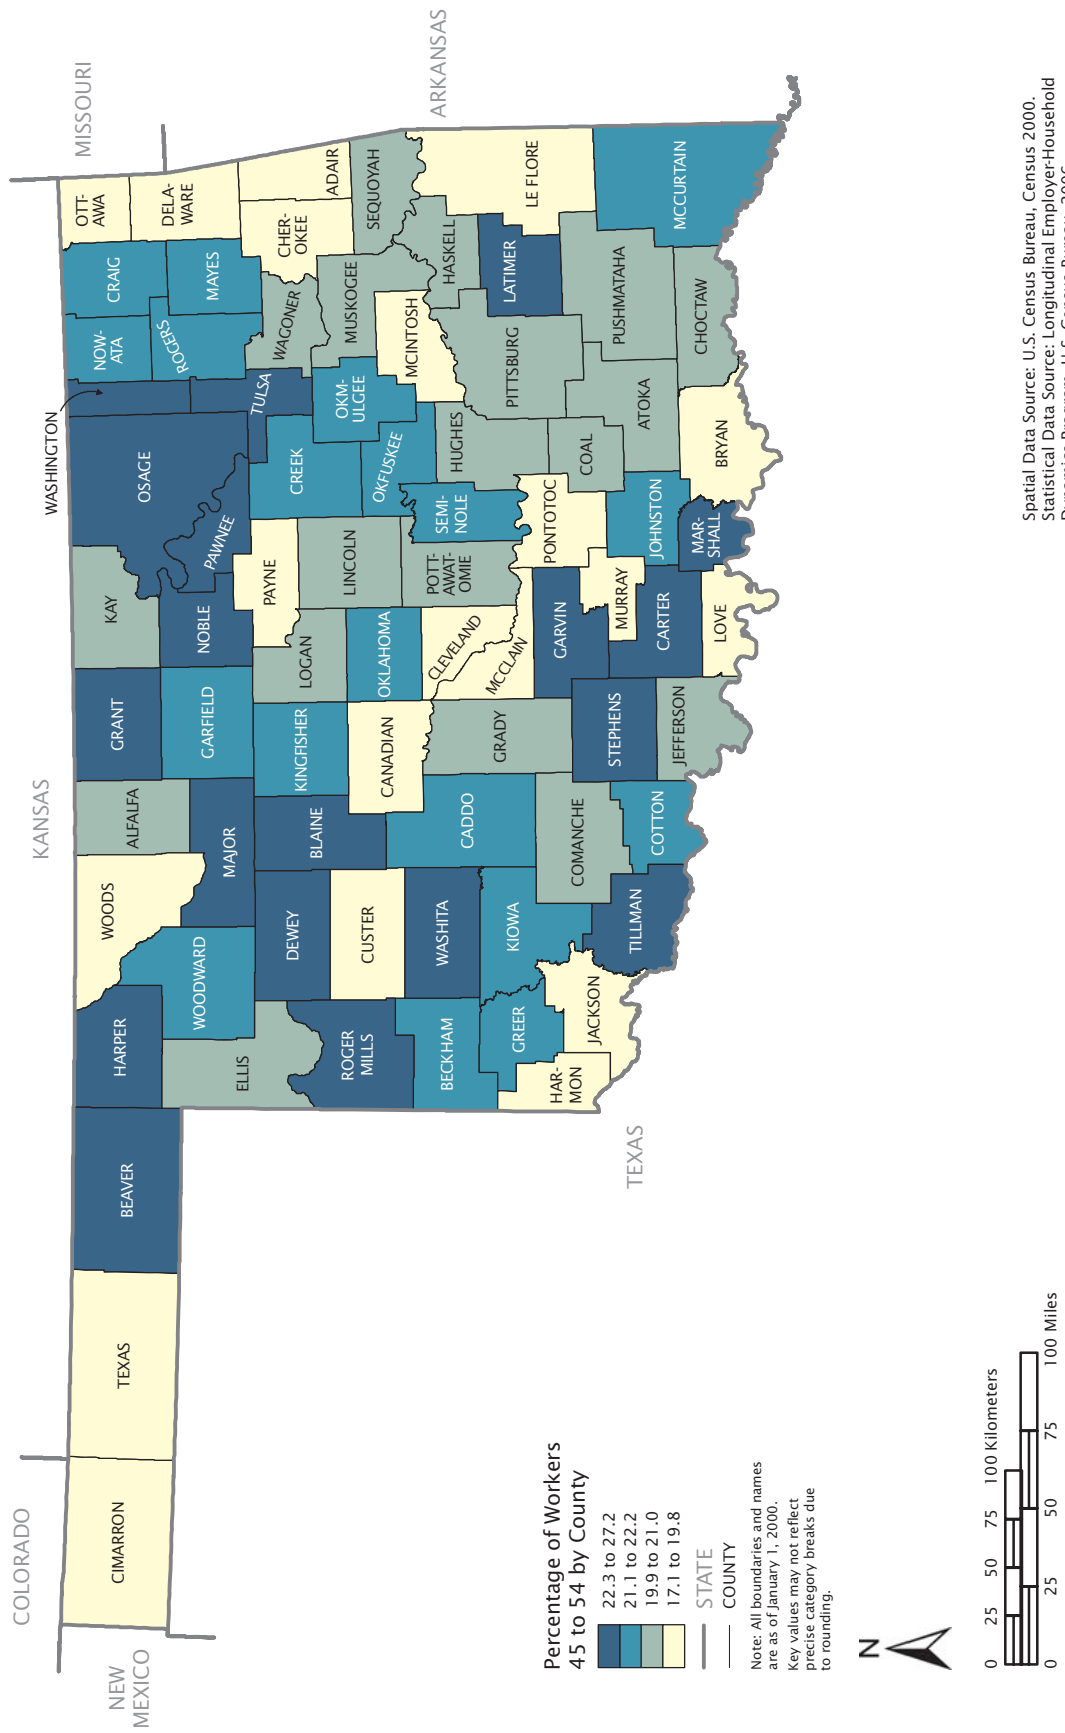 COLORADO
KANSAS
MISSOURI
NEW
MEXICO
ARKANSAS
TEXAS
CIMARRON
TEXAS
BEAVER
HARPER
WOODS
ALFALFA
GRANT
KAY
OSAGE
WASHINGTON
NOW-
ATA
CRAIG
OTT-
AWA
ELLIS
WOODWARD
MAJOR
GARFIELD
NOBLE
PAWNEE
TULSA
ROGERS
MAYES
DELA-
WARE
ROGER
MILLS
DEWEY
BLAINE
KINGFISHER
LOGAN
PAYNE
CREEK
WAGONER
CHER-
OKEE
ADAIR
CUSTER
CANADIAN
OKLAHOMA
LINCOLN
OKFUSKEE
OKM-
ULGEE
MUSKOGEE
SEQUOYAH
BECKHAM
WASHITA
CADDO
GRADY
CLEVELAND
MCCLAIN
POTT-
AWAT-
OMIE
SEMI-
NOLE
HUGHES
MCINTOSH
HASKELL
GREER
KIOWA
COMANCHE
STEPHENS
GARVIN
PONTOTOC
COAL
PITTSBURG
LATIMER
LE FLORE
HAR-
MON
JACKSON
TILLMAN
COTTON
JEFFERSON
CARTER
MURRAY
JOHNSTON
ATOKA
PUSHMATAHA
MCCURTAIN
LOVE
MAR-
SHALL
BRYAN
CHOCTAW
Percentage of Workers
45 to 54 by County
22.3 to 27.2
21.1 to 22.2
19.9 to 21.0
17.1 to 19.8
STATE
COUNTY
Note: All boundaries and names
are as of January 1, 2000.
Key values may not reflect
precise category breaks due
to rounding.
N
0 25 50 75 100 Kilometers
0 25 50 75 100 Miles
Spatial Data Source: U.S. Census Bureau, Census 2000.
Statistical Data Source: Longitudinal Employer-Household